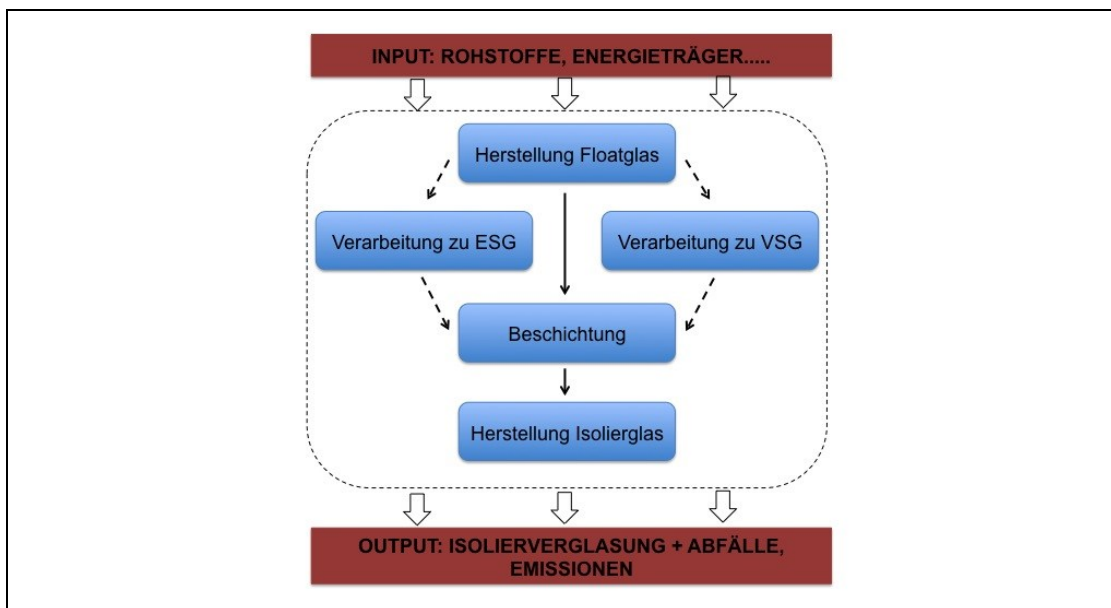 INPUT: ROHSTOFFE, ENERGIETRÄGER.....
Herstellung Floatglas
Verarbeitung zu ESG
Verarbeitung zu VSG
Beschichtung
Herstellung Isolierglas
OUTPUT: ISOLIERVERGLASUNG + ABFÄLLE,
EMISSIONEN